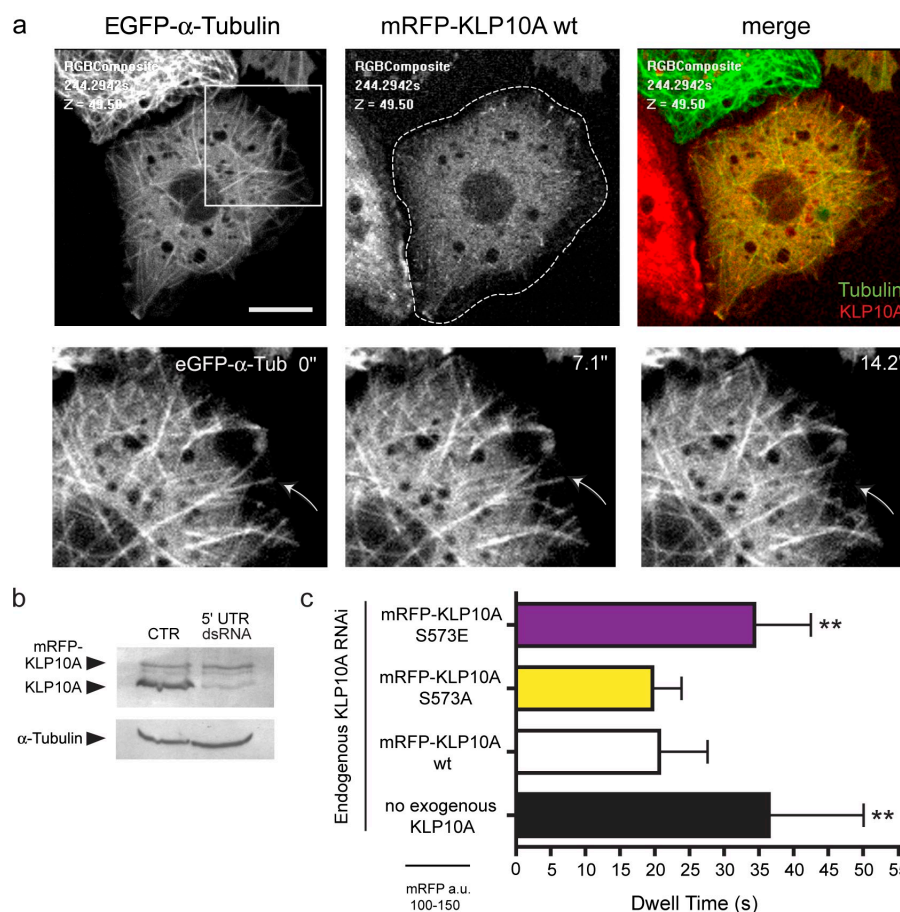 a
EGFP-α-Tubulin
mRFP-KLP10A wt
merge
RGBComposite
244.2942s
Z = 49.50
RGBComposite
244.2942s
Z = 49.50
RGBComposite
244.2942s
Z = 49.50
Tubulin
KLP10A
eGFP-α-Tub 0"
7.1"
14.2"
b
CTR
5' UTR
dsRNA
mRFP-
KLP10A
KLP10A
α-Tubulin
c
Endogenous KLP10A RNAi
mRFP-KLP10A
S573E
**
mRFP-KLP10A
S573A
mRFP-KLP10A
wt
no exogenous
KLP10A
**
mRFP a.u.
100-150
0 5 10 15 20 25 30 35 40 45 50 55
Dwell Time (s)